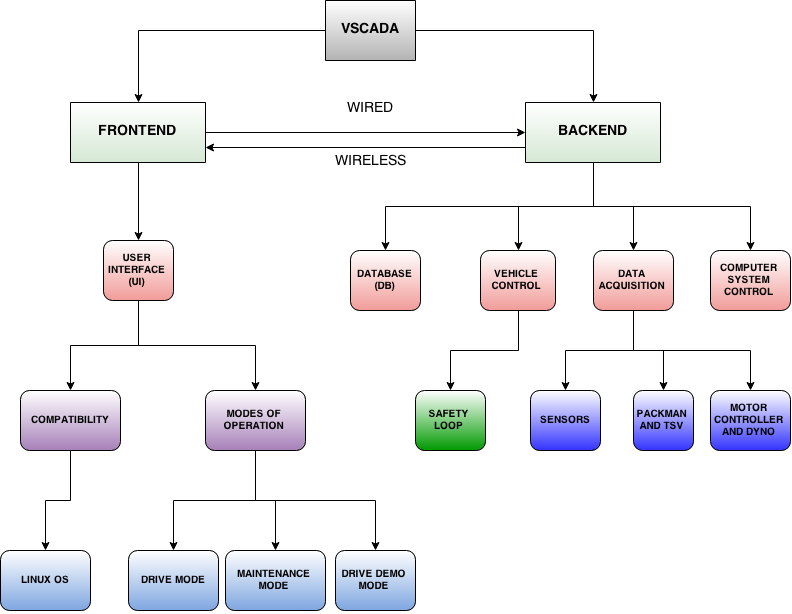 VSCADA
WIRED
FRONTEND
BACKEND
WIRELESS
USER
INTERFACE
(UI)
DATABASE
(DB)
VEHICLE
CONTROL
DATA
ACQUISITION
COMPUTER
SYSTEM
CONTROL
COMPATIBILITY
MODES OF
OPERATION
SAFETY
LOOP
SENSORS
PACKMAN
AND TSV
MOTOR
CONTROLLER
AND DYNO
LINUX OS
DRIVE MODE
MAINTENANCE
MODE
DRIVE DEMO
MODE